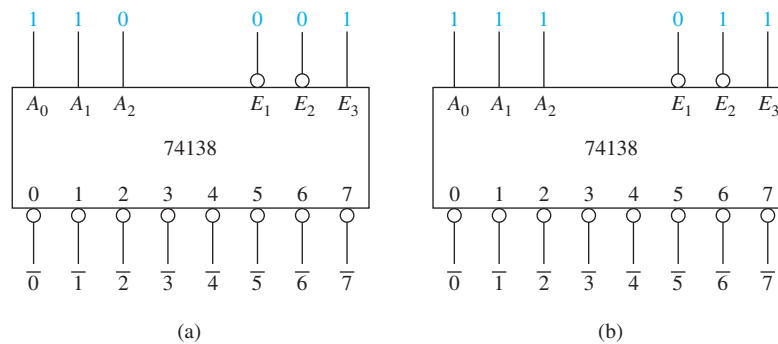 1 1 0 0 0 1
A₀ A₁ A₂ E₁ E₂ E₃
74138
0 1 2 3 4 5 6 7
0̅ 1̅ 2̅ 3̅ 4̅ 5̅ 6̅ 7̅
(a)
1 1 1 0 1 1
A₀ A₁ A₂ E₁ E₂ E₃
74138
0 1 2 3 4 5 6 7
0̅ 1̅ 2̅ 3̅ 4̅ 5̅ 6̅ 7̅
(b)